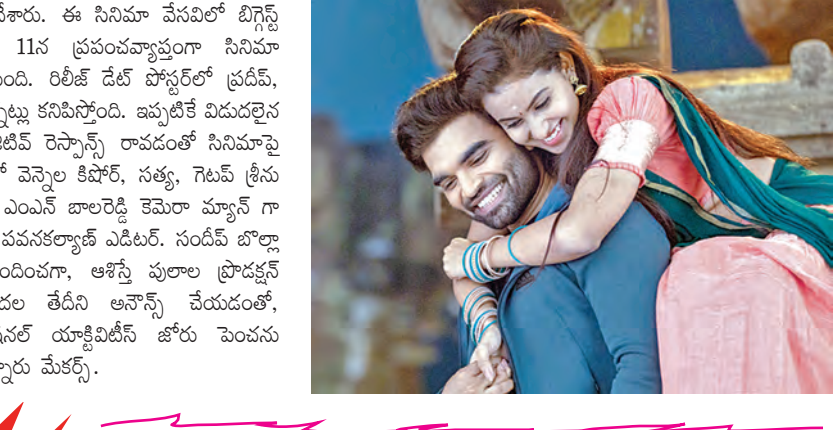 ఈ సినిమా వేసవిలో బిగ్గెస్ట్
11న ప్రపంచవ్యాప్తంగా సినిమా
రిలీజ్ డేట్ పోస్టర్‌లో ప్రదీప్,
కనిపిస్తోంది. ఇప్పటికే విడుదలైన
రెస్పాన్స్ రావడంతో సినిమాపై
వెన్నెల కిషోర్, సత్య, గెటప్ శ్రీను
ఎంఎన్ బాలరెడ్డి కెమెరా మ్యాన్ గా
పవనకల్యాణ్ ఎడిటర్. సందీప్ బొల్లా
ఆశిస్తే పులాల ప్రొడక్షన్
తేదీని అనౌన్స్ చేయడంతో,
యాక్టివిటీస్ జోరు పెంచను
మేకర్స్.